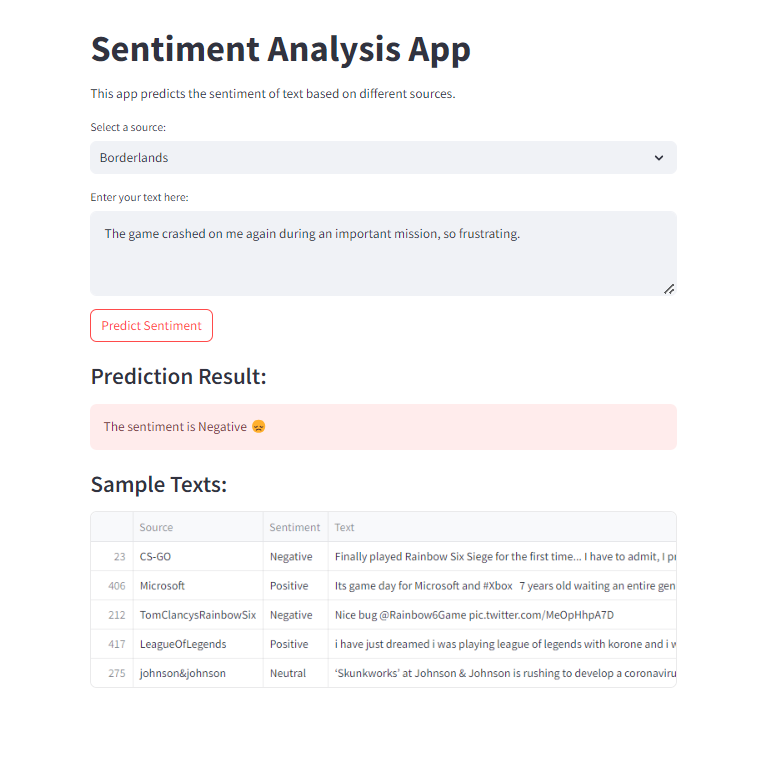 Sentiment Analysis App
This app predicts the sentiment of text based on different sources.
Select a source:
Borderlands
Enter your text here:
The game crashed on me again during an important mission, so frustrating.
Predict Sentiment
Prediction Result:
The sentiment is Negative 😞
Sample Texts:
Source Sentiment Text
23 CS-GO Negative Finally played Rainbow Six Siege for the first time... I have to admit, I
406 Microsoft Positive Its game day for Microsoft and #Xbox 7 years old waiting an entire
212 TomClancysRainbowSix Negative Nice bug @Rainbow6Game pic.twitter.com/MeOpHhpA7D
417 LeagueOfLegends Positive i have just dreamed i was playing league of legends with korone and i
275 johnson&johnson Neutral ‘Skunkworks’ at Johnson & Johnson is rushing to develop a